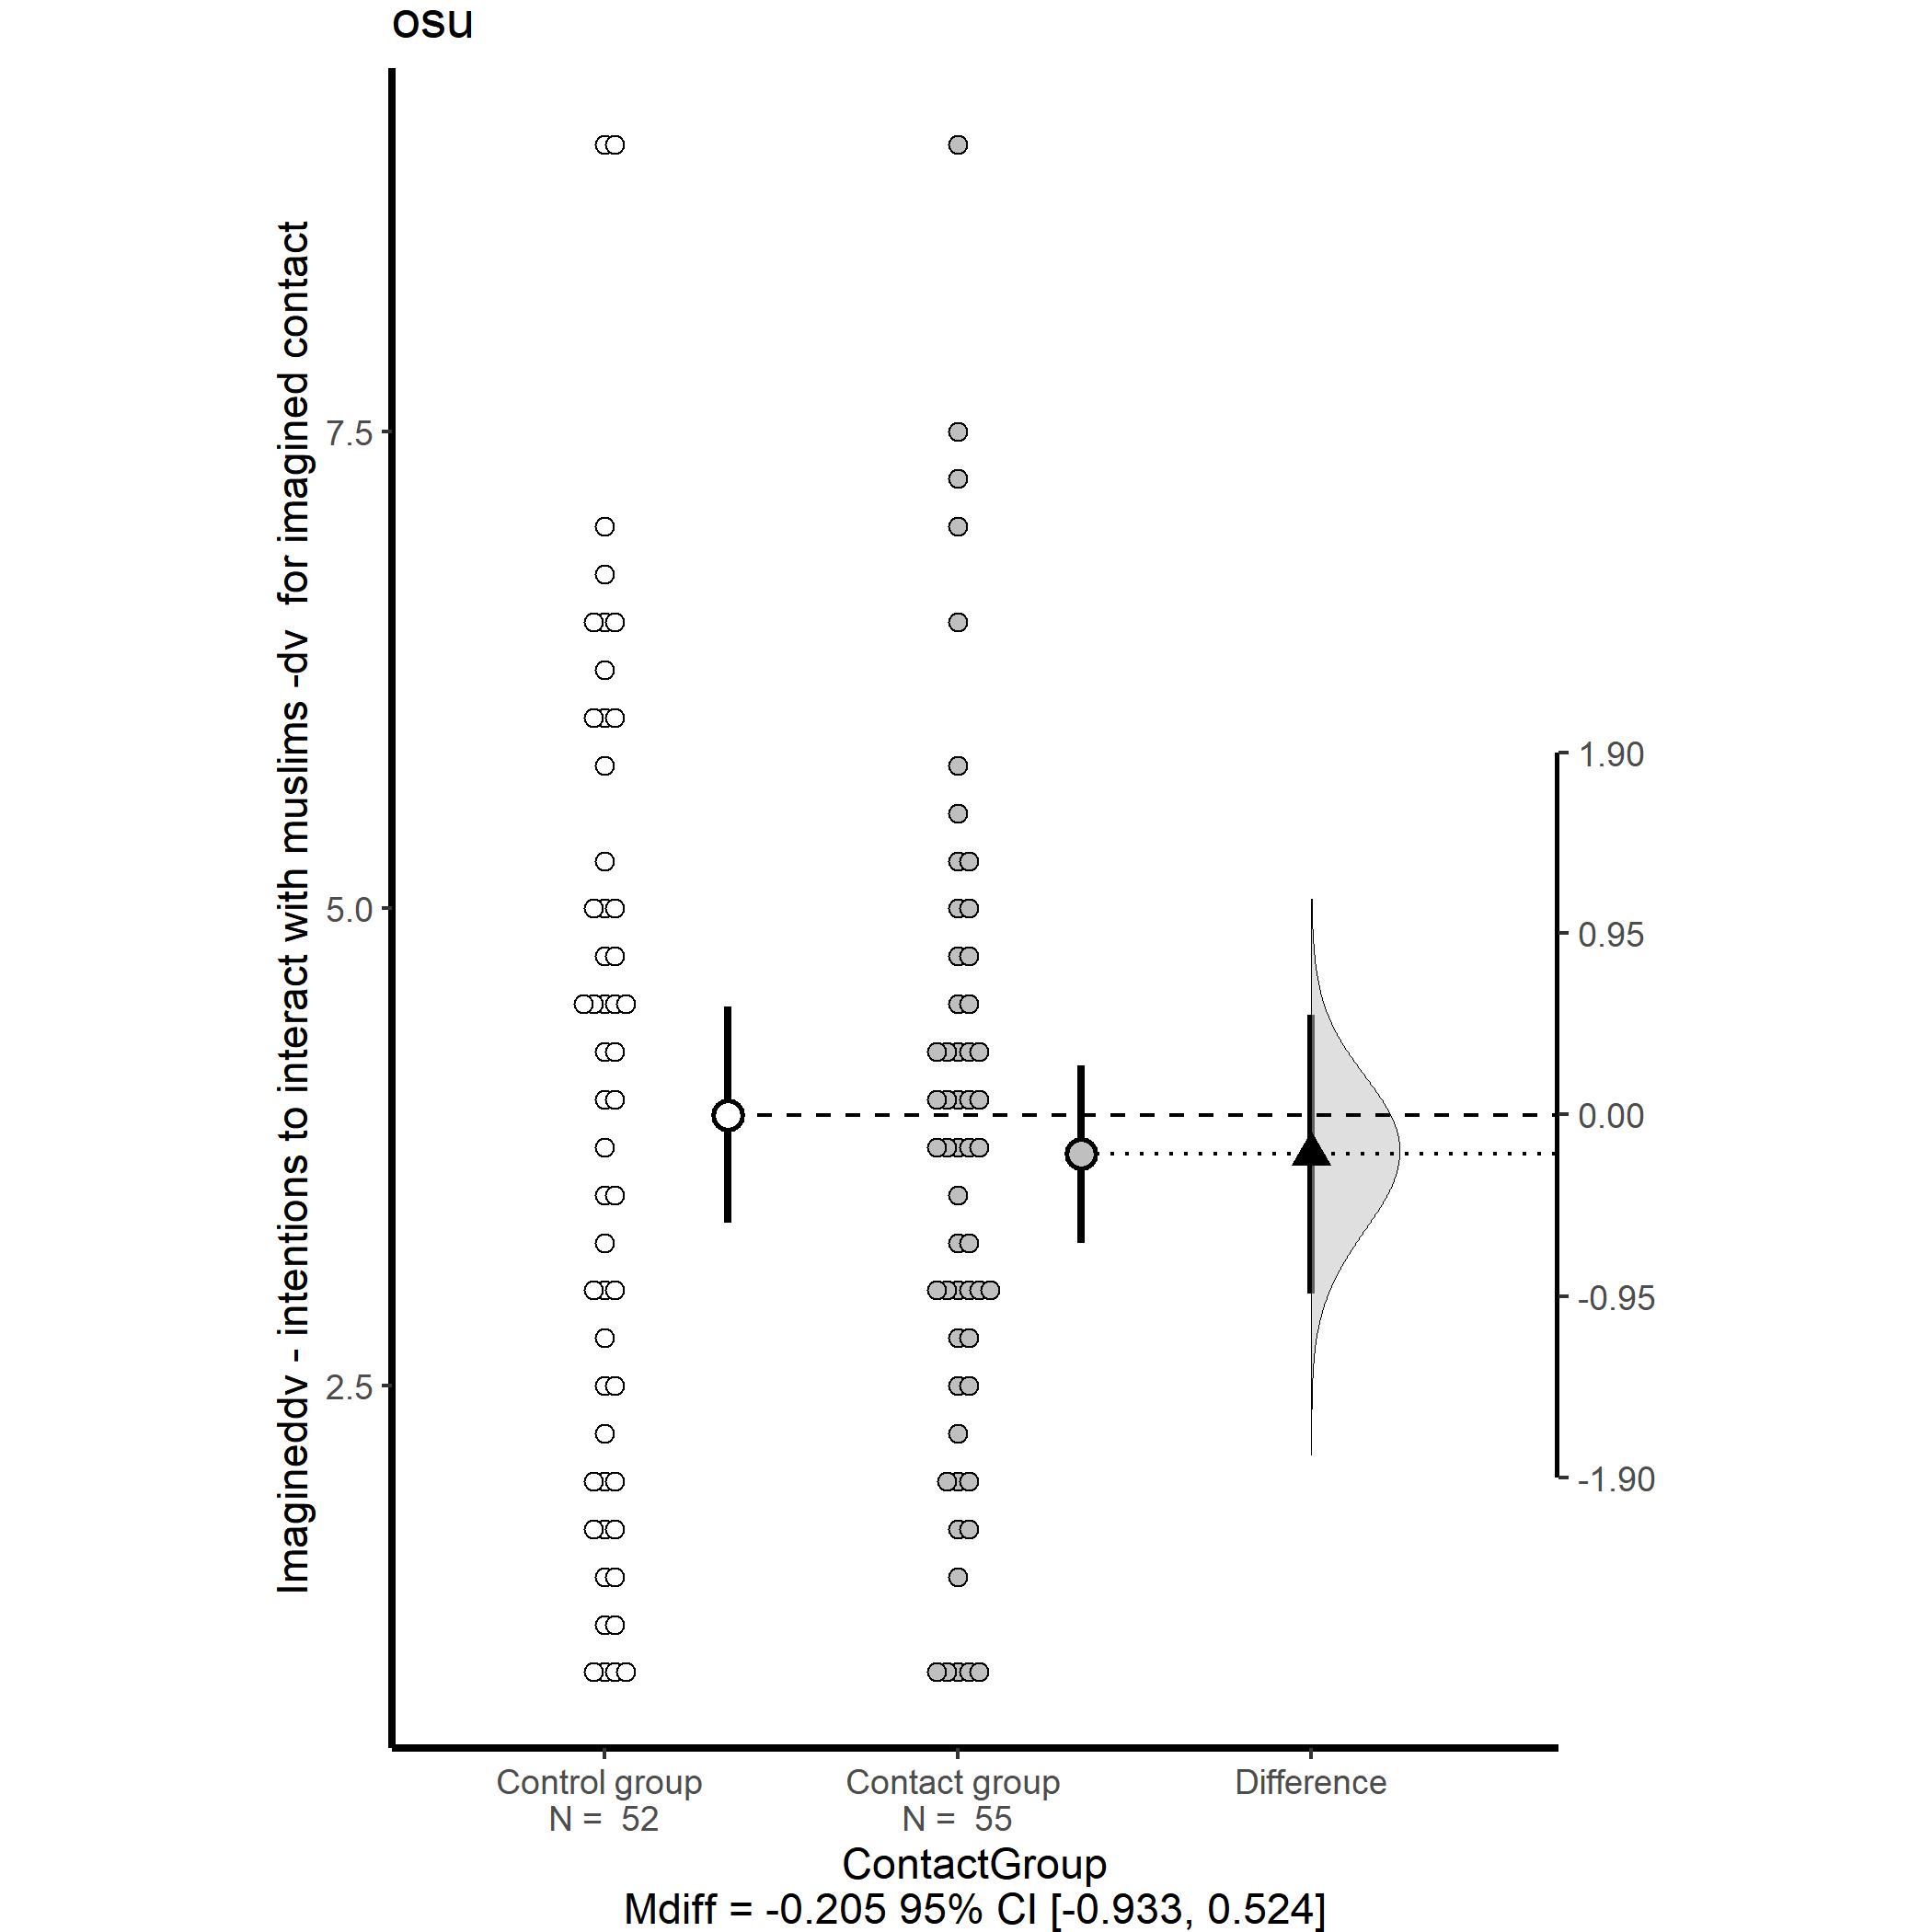 osu
Imagineddv - intentions to interact with muslims -dv  for imagined contact
7.5
5.0
2.5
1.90
0.95
0.00
-0.95
-1.90
Control group
N =  52
Contact group
N =  55
Difference
ContactGroup
Mdiff = -0.205 95% CI [-0.933, 0.524]